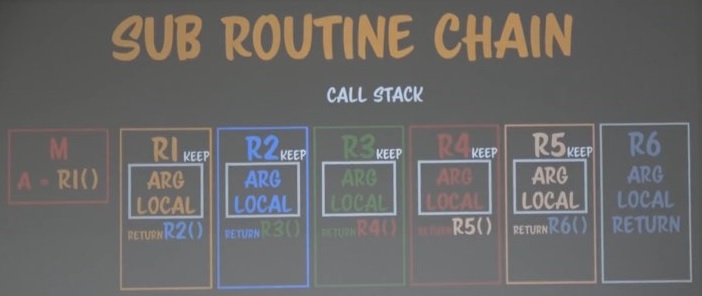 SUB ROUTINE CHAIN
CALL STACK
M
A = R1()
R1 KEEP
ARG
LOCAL
RETURN R2()
R2 KEEP
ARG
LOCAL
RETURN R3()
R3 KEEP
ARG
LOCAL
RETURN R4()
R4 KEEP
ARG
LOCAL
RETURN R5()
R5 KEEP
ARG
LOCAL
RETURN R6()
R6
ARG
LOCAL
RETURN